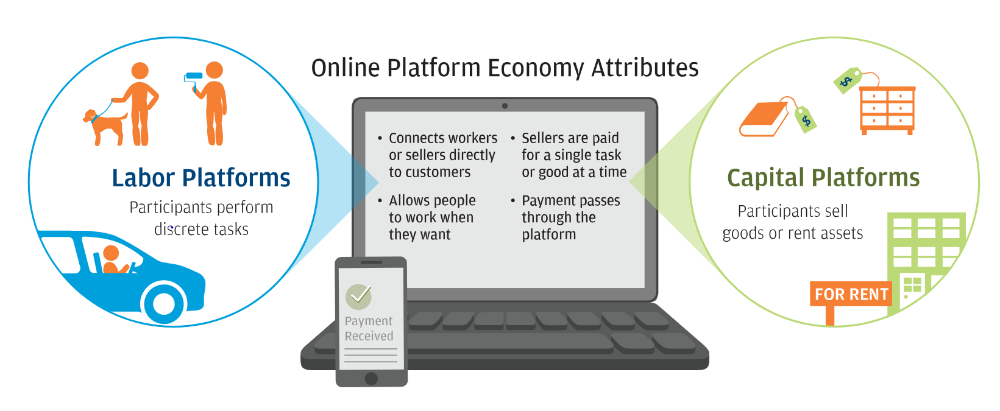 Online Platform Economy Attributes
Labor Platforms
Participants perform
discrete tasks
• Connects workers
or sellers directly
to customers
• Allows people
to work when
they want
• Sellers are paid
for a single task
or good at a time
• Payment passes
through the
platform
Payment
Received
Capital Platforms
Participants sell
goods or rent assets
$
$
FOR RENT